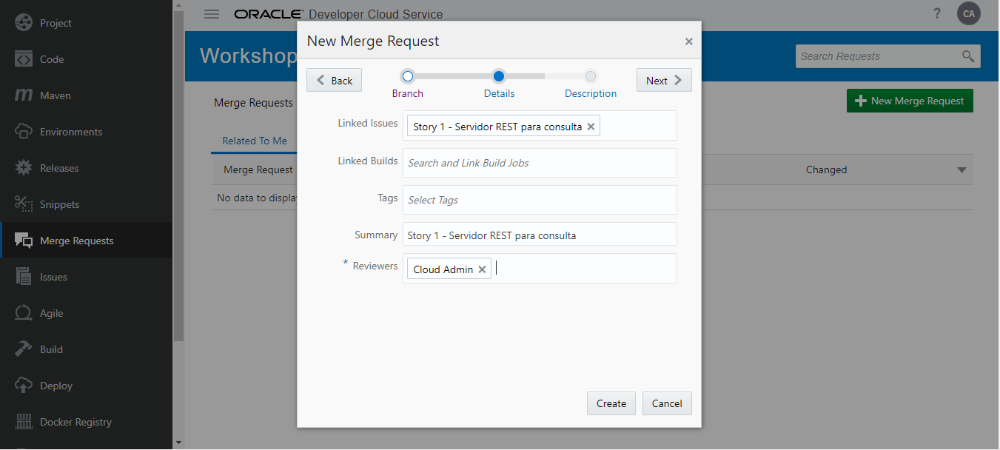 Project
Code
Maven
Environments
Releases
Snippets
Merge Requests
Issues
Agile
Build
Deploy
Docker Registry
ORACLE Developer Cloud Service
? CA
Workshop
Search Requests
Merge Requests
New Merge Request
Related To Me
Merge Request
Changed
No data to displa
New Merge Request
×
Back
Next
Branch
Details
Description
Linked Issues Story 1 - Servidor REST para consulta ×
Linked Builds Search and Link Build Jobs
Tags Select Tags
Summary Story 1 - Servidor REST para consulta
* Reviewers Cloud Admin ×
Create Cancel